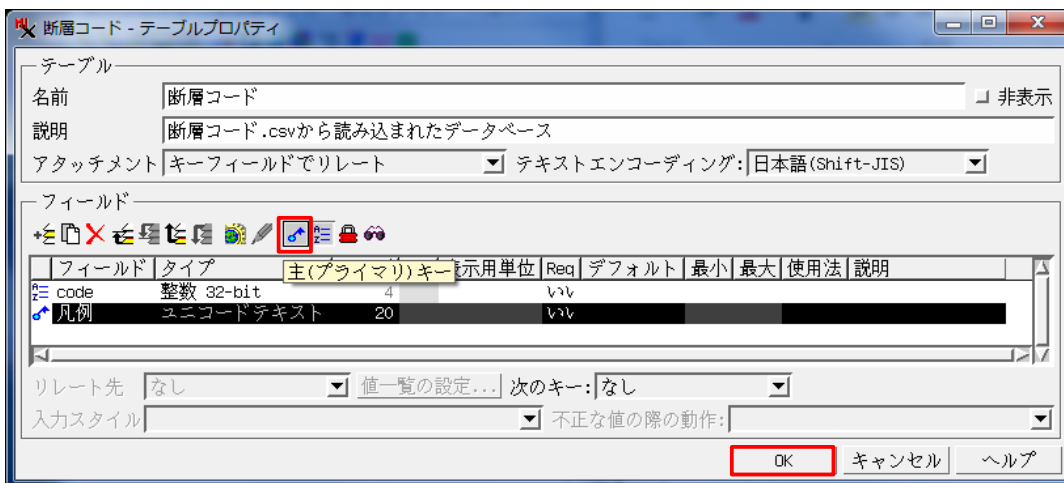 断層コード - テーブルプロパティ
テーブル
名前 断層コード 非表示
説明 断層コード.csvから読み込まれたデータベース
アタッチメント キーフィールドでリレート テキストエンコーディング: 日本語(Shift-JIS)
フィールド
フィールド タイプ 示用単位 Req デフォルト 最小 最大 使用法 説明
主(プライマリ)キー
code 整数 32-bit 4 いいえ
凡例 ユニコードテキスト 20 いいえ
リレート先 なし 値一覧の設定... 次のキー: なし
入力スタイル 不正な値の際の動作:
OK キャンセル ヘルプ